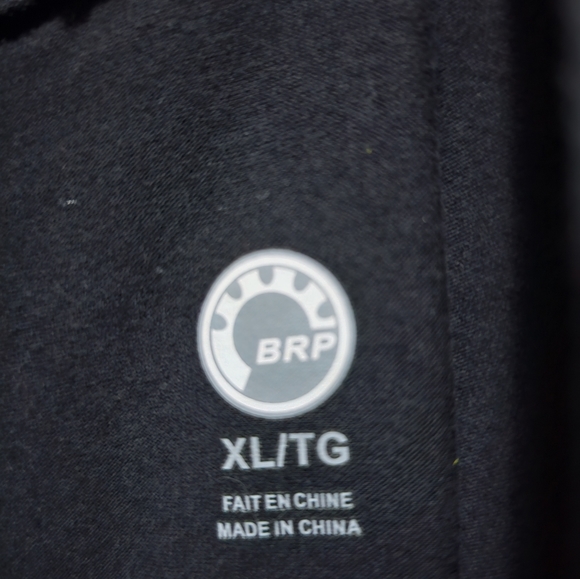 BRP
XL/TG
FAIT EN CHINE
MADE IN CHINA